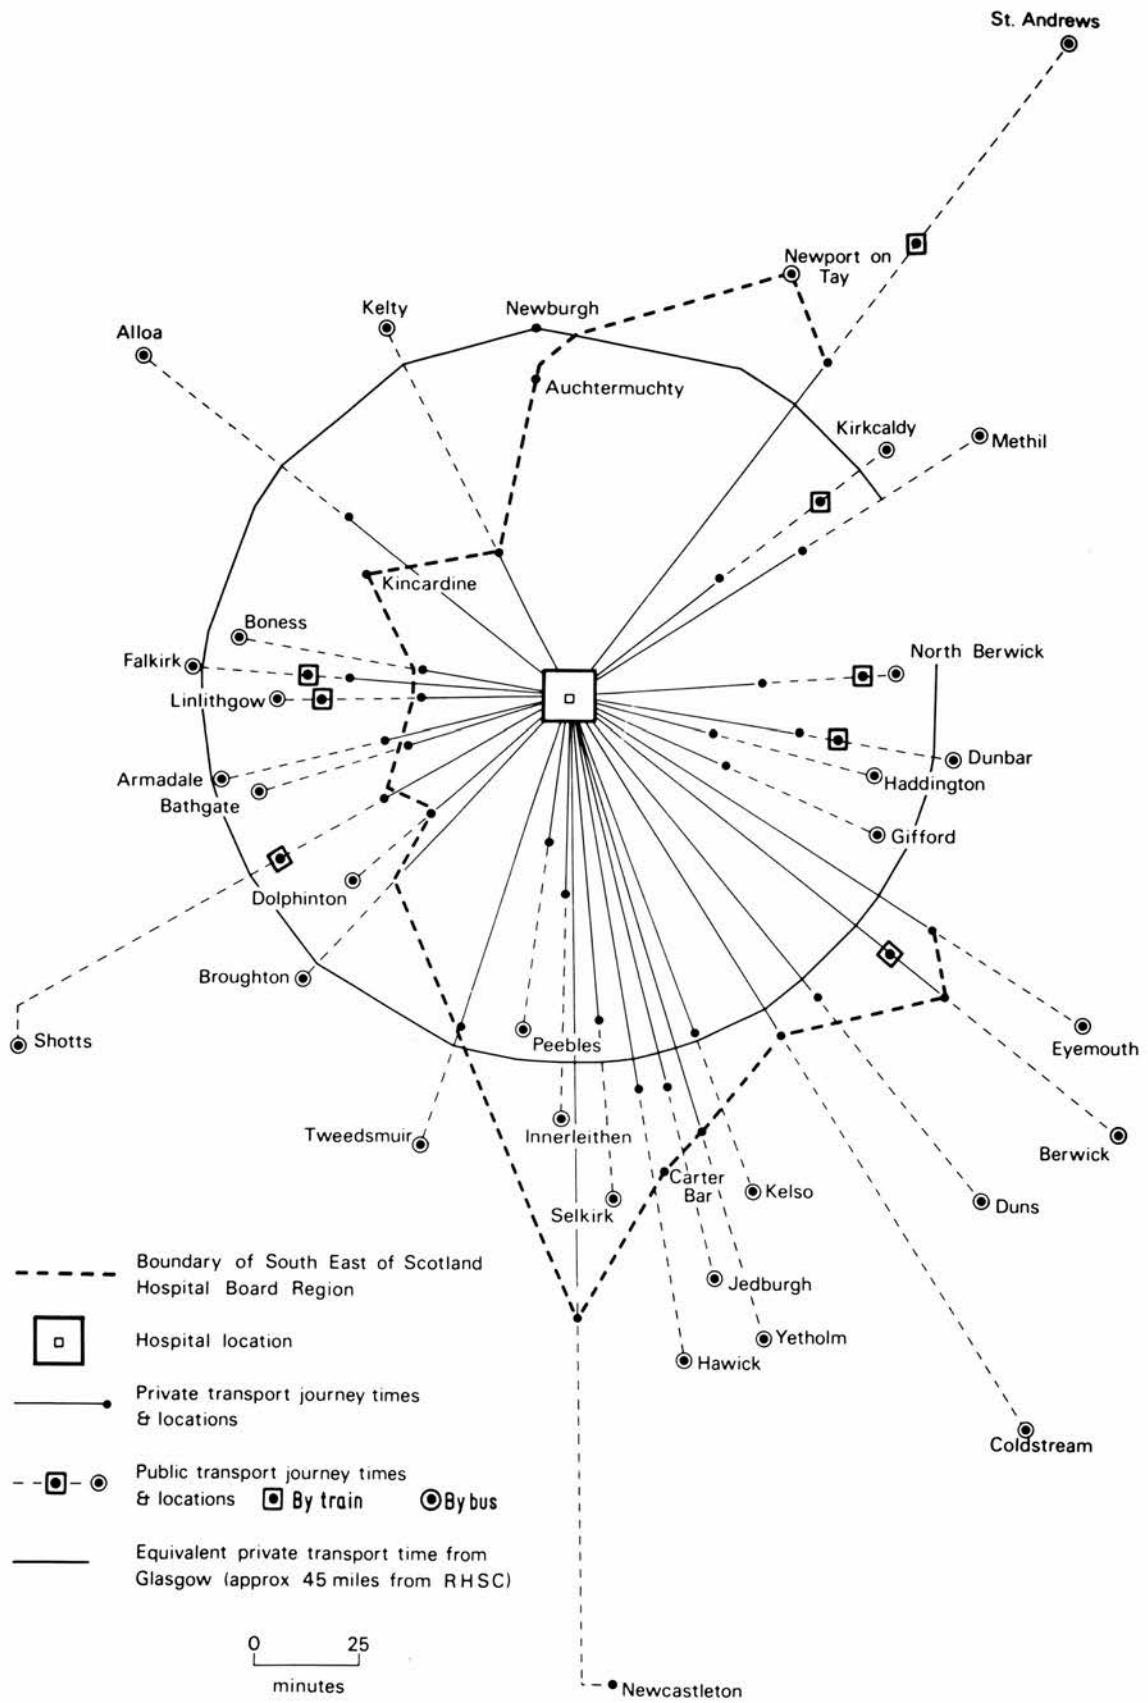 St. Andrews
Newport on
Tay
Kelty
Newburgh
Alloa
Auchtermuchty
Kirkcaldy
Methil
Kincardine
Boness
Falkirk
North Berwick
Linlithgow
Dunbar
Armadale
Haddington
Bathgate
Gifford
Dolphinton
Broughton
Shotts
Peebles
Eyemouth
Tweedsmuir
Innerleithen
Berwick
Carter
Bar
Kelso
Selkirk
Duns
Boundary of South East of Scotland
Hospital Board Region
Jedburgh
Hospital location
Yetholm
Hawick
Private transport journey times
& locations
Coldstream
Public transport journey times
& locations By train By bus
Equivalent private transport time from
Glasgow (approx 45 miles from RHSC)
0 25
minutes
Newcastleton